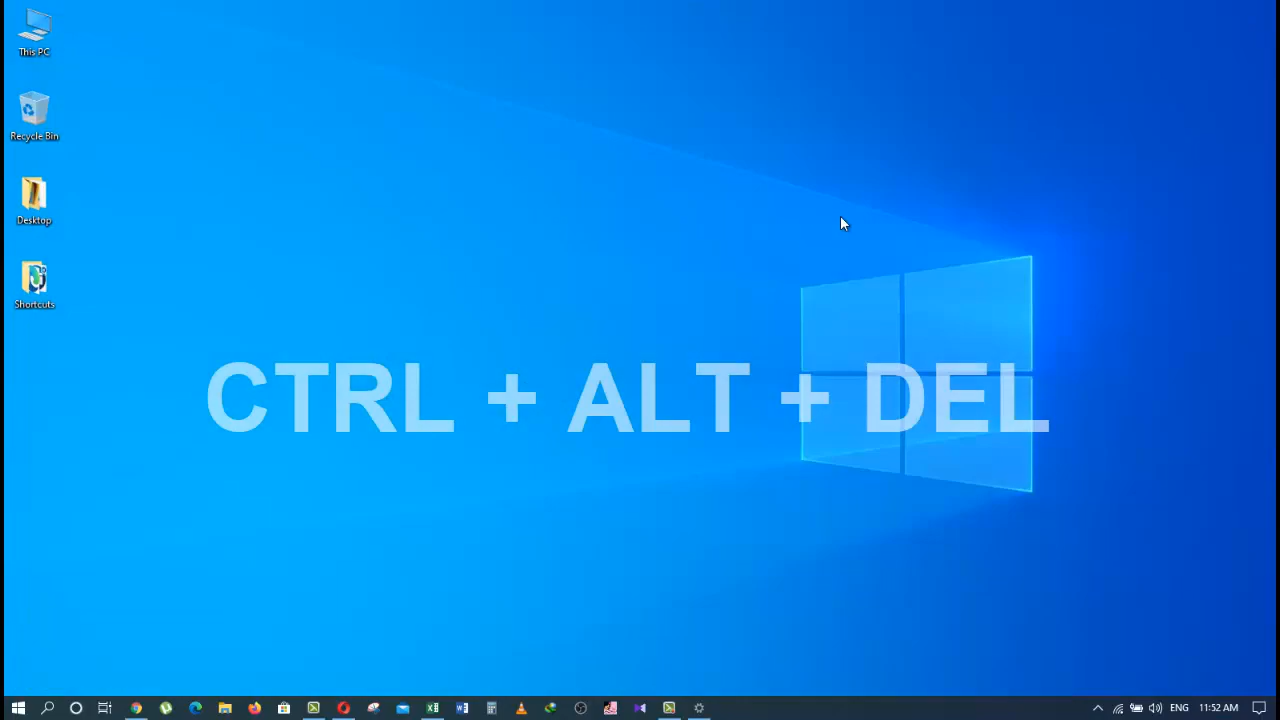 This PC
Recycle Bin
Desktop
Shortcuts
CTRL + ALT + DEL
ENG
11:52 AM